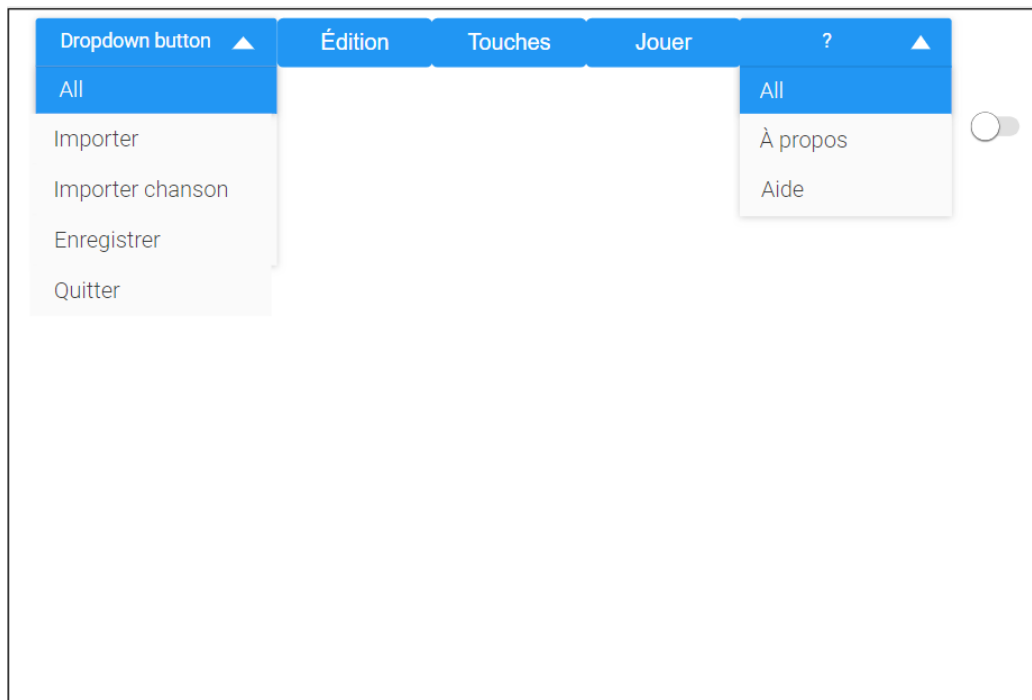 Dropdown button
Édition
Touches
Jouer
?
All
Importer
Importer chanson
Enregistrer
Quitter
All
À propos
Aide